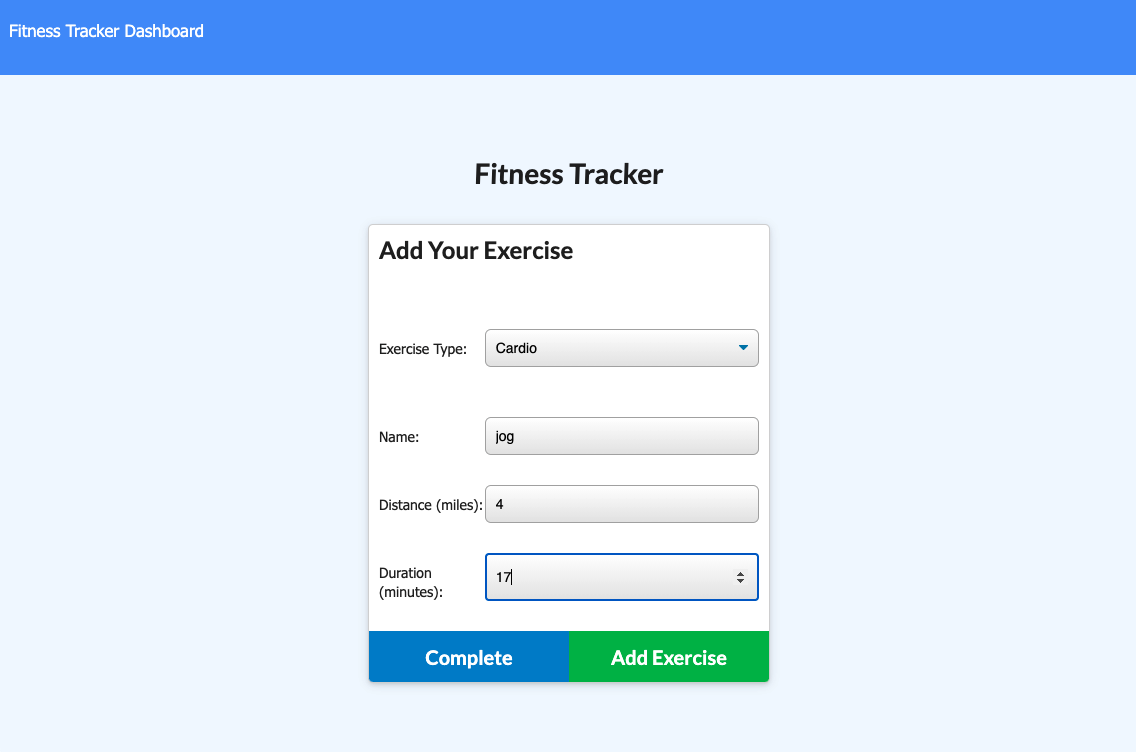 Fitness Tracker Dashboard
Fitness Tracker
Add Your Exercise
Exercise Type: Cardio
Name: jog
Distance (miles): 4
Duration
(minutes): 17
Complete Add Exercise